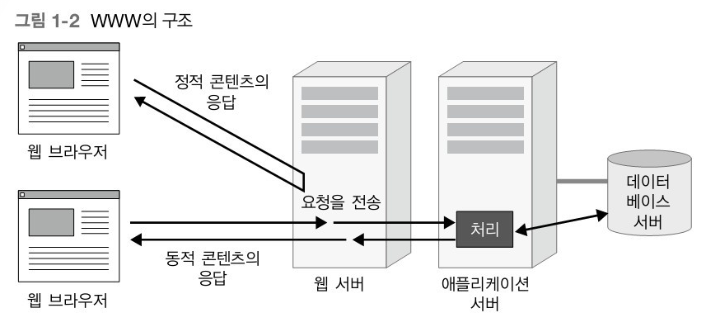 그림 1-2 WWW의 구조
정적 콘텐츠의
응답
웹 브라우저
요청을 전송
처리
데이터
베이스
서버
동적 콘텐츠의
응답
웹 브라우저
웹 서버
애플리케이션
서버